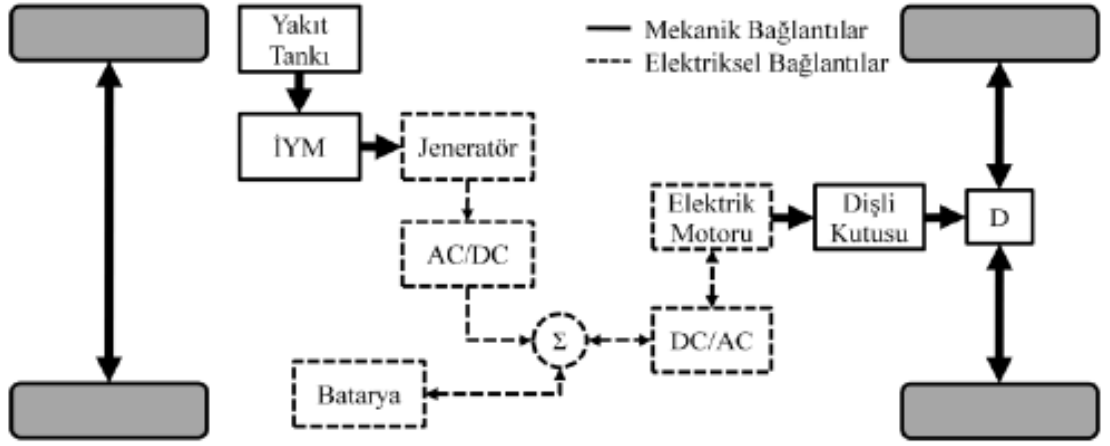 Yakıt
Tankı
Mekanik Bağlantılar
Elektriksel Bağlantılar
İYM
Jeneratör
Elektrik
Motoru
Dişli
Kutusu
D
AC/DC
Σ
DC/AC
Batarya